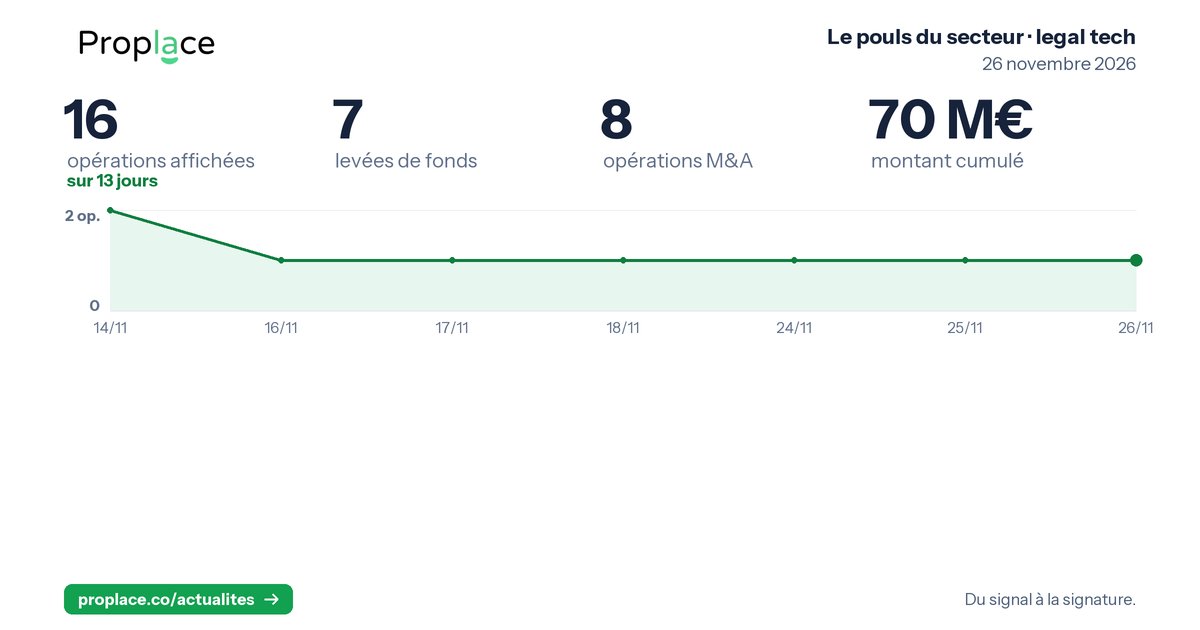 Proplace
Le pouls du secteur · legal tech
26 novembre 2026
16
opérations affichées
sur 13 jours
7
levées de fonds
8
opérations M&A
70 M€
montant cumulé
2 op.
0
14/11
16/11
17/11
18/11
24/11
25/11
26/11
proplace.co/actualites →
Du signal à la signature.